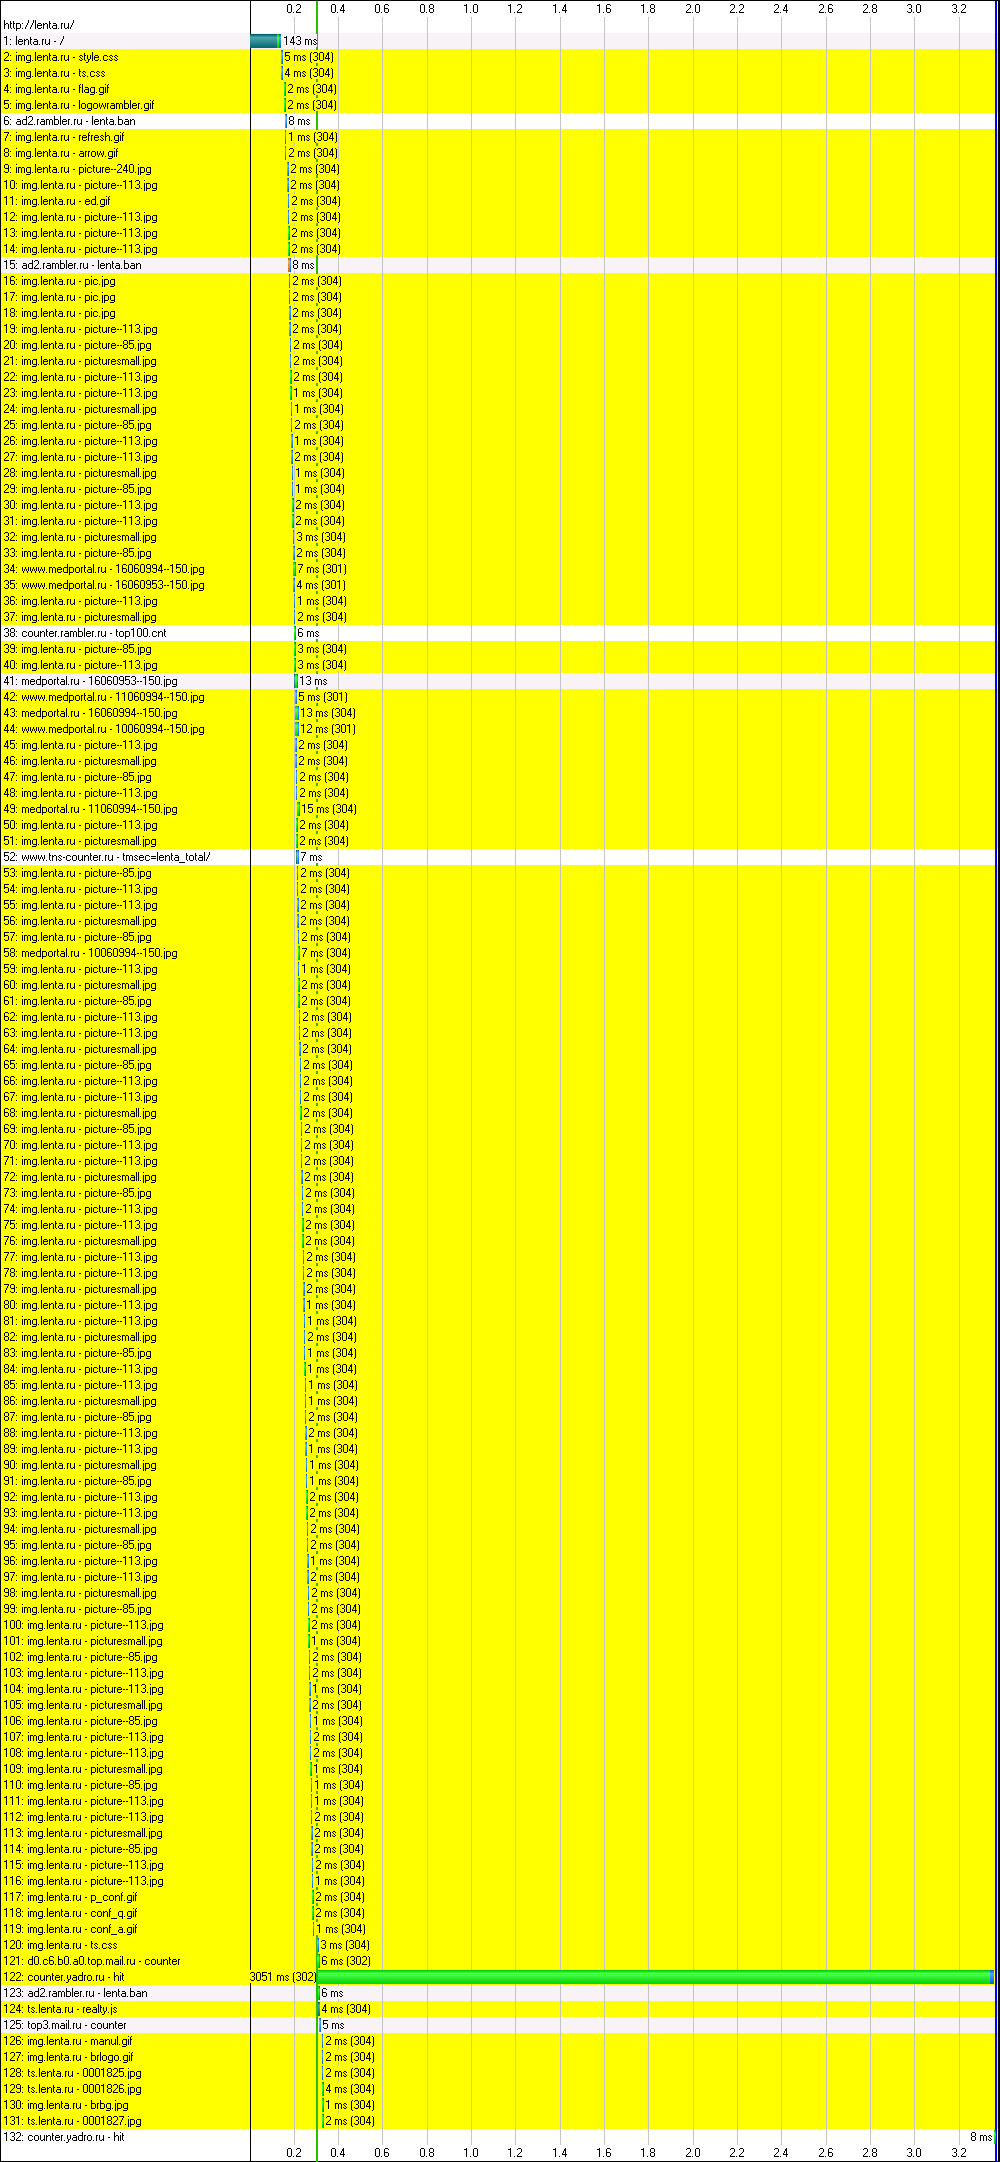 0.2 0.4 0.6 0.8 1.0 1.2 1.4 1.6 1.8 2.0 2.2 2.4 2.6 2.8 3.0 3.2
http://lenta.ru/
1: lenta.ru - / 143 ms
2: img.lenta.ru - style.css 5 ms (304)
3: img.lenta.ru - ts.css 4 ms (304)
4: img.lenta.ru - flag.gif 2 ms (304)
5: img.lenta.ru - logowrambler.gif 2 ms (304)
6: ad2.rambler.ru - lenta.ban 8 ms
7: img.lenta.ru - refresh.gif 1 ms (304)
8: img.lenta.ru - arrow.gif 2 ms (304)
9: img.lenta.ru - picture--240.jpg 2 ms (304)
10: img.lenta.ru - picture--113.jpg 2 ms (304)
11: img.lenta.ru - ed.gif 2 ms (304)
12: img.lenta.ru - picture--113.jpg 2 ms (304)
13: img.lenta.ru - picture--113.jpg 2 ms (304)
14: img.lenta.ru - picture--113.jpg 2 ms (304)
15: ad2.rambler.ru - lenta.ban 8 ms
16: img.lenta.ru - pic.jpg 2 ms (304)
17: img.lenta.ru - pic.jpg 2 ms (304)
18: img.lenta.ru - pic.jpg 2 ms (304)
19: img.lenta.ru - picture--113.jpg 2 ms (304)
20: img.lenta.ru - picture--85.jpg 2 ms (304)
21: img.lenta.ru - picturesmall.jpg 2 ms (304)
22: img.lenta.ru - picture--113.jpg 2 ms (304)
23: img.lenta.ru - picture--113.jpg 1 ms (304)
24: img.lenta.ru - picturesmall.jpg 1 ms (304)
25: img.lenta.ru - picture--85.jpg 2 ms (304)
26: img.lenta.ru - picture--113.jpg 1 ms (304)
27: img.lenta.ru - picture--113.jpg 2 ms (304)
28: img.lenta.ru - picturesmall.jpg 1 ms (304)
29: img.lenta.ru - picture--85.jpg 1 ms (304)
30: img.lenta.ru - picture--113.jpg 2 ms (304)
31: img.lenta.ru - picture--113.jpg 2 ms (304)
32: img.lenta.ru - picturesmall.jpg 3 ms (304)
33: img.lenta.ru - picture--85.jpg 2 ms (304)
34: www.medportal.ru - 16060994--150.jpg 7 ms (301)
35: www.medportal.ru - 16060953--150.jpg 4 ms (301)
36: img.lenta.ru - picture--113.jpg 1 ms (304)
37: img.lenta.ru - picturesmall.jpg 2 ms (304)
38: counter.rambler.ru - top100.cnt 6 ms
39: img.lenta.ru - picture--85.jpg 3 ms (304)
40: img.lenta.ru - picture--113.jpg 3 ms (304)
41: medportal.ru - 16060953--150.jpg 13 ms
42: www.medportal.ru - 11060994--150.jpg 5 ms (301)
43: medportal.ru - 16060994--150.jpg 13 ms (304)
44: www.medportal.ru - 10060994--150.jpg 12 ms (301)
45: img.lenta.ru - picture--113.jpg 2 ms (304)
46: img.lenta.ru - picturesmall.jpg 2 ms (304)
47: img.lenta.ru - picture--85.jpg 2 ms (304)
48: img.lenta.ru - picture--113.jpg 2 ms (304)
49: medportal.ru - 11060994--150.jpg 15 ms (304)
50: img.lenta.ru - picture--113.jpg 2 ms (304)
51: img.lenta.ru - picturesmall.jpg 2 ms (304)
52: www.tns-counter.ru - tmsec=lenta_total/ 7 ms
53: img.lenta.ru - picture--85.jpg 2 ms (304)
54: img.lenta.ru - picture--113.jpg 2 ms (304)
55: img.lenta.ru - picture--113.jpg 2 ms (304)
56: img.lenta.ru - picturesmall.jpg 2 ms (304)
57: img.lenta.ru - picture--85.jpg 2 ms (304)
58: medportal.ru - 10060994--150.jpg 7 ms (304)
59: img.lenta.ru - picture--113.jpg 1 ms (304)
60: img.lenta.ru - picturesmall.jpg 2 ms (304)
61: img.lenta.ru - picture--85.jpg 2 ms (304)
62: img.lenta.ru - picture--113.jpg 2 ms (304)
63: img.lenta.ru - picture--113.jpg 2 ms (304)
64: img.lenta.ru - picturesmall.jpg 2 ms (304)
65: img.lenta.ru - picture--85.jpg 2 ms (304)
66: img.lenta.ru - picture--113.jpg 2 ms (304)
67: img.lenta.ru - picture--113.jpg 2 ms (304)
68: img.lenta.ru - picturesmall.jpg 2 ms (304)
69: img.lenta.ru - picture--85.jpg 2 ms (304)
70: img.lenta.ru - picture--113.jpg 2 ms (304)
71: img.lenta.ru - picture--113.jpg 2 ms (304)
72: img.lenta.ru - picturesmall.jpg 2 ms (304)
73: img.lenta.ru - picture--85.jpg 2 ms (304)
74: img.lenta.ru - picture--113.jpg 2 ms (304)
75: img.lenta.ru - picture--113.jpg 2 ms (304)
76: img.lenta.ru - picturesmall.jpg 2 ms (304)
77: img.lenta.ru - picture--113.jpg 2 ms (304)
78: img.lenta.ru - picture--113.jpg 2 ms (304)
79: img.lenta.ru - picturesmall.jpg 2 ms (304)
80: img.lenta.ru - picture--113.jpg 1 ms (304)
81: img.lenta.ru - picture--113.jpg 1 ms (304)
82: img.lenta.ru - picturesmall.jpg 2 ms (304)
83: img.lenta.ru - picture--85.jpg 1 ms (304)
84: img.lenta.ru - picture--113.jpg 1 ms (304)
85: img.lenta.ru - picture--113.jpg 1 ms (304)
86: img.lenta.ru - picturesmall.jpg 1 ms (304)
87: img.lenta.ru - picture--85.jpg 2 ms (304)
88: img.lenta.ru - picture--113.jpg 2 ms (304)
89: img.lenta.ru - picture--113.jpg 1 ms (304)
90: img.lenta.ru - picturesmall.jpg 1 ms (304)
91: img.lenta.ru - picture--85.jpg 1 ms (304)
92: img.lenta.ru - picture--113.jpg 2 ms (304)
93: img.lenta.ru - picture--113.jpg 2 ms (304)
94: img.lenta.ru - picturesmall.jpg 2 ms (304)
95: img.lenta.ru - picture--85.jpg 2 ms (304)
96: img.lenta.ru - picture--113.jpg 1 ms (304)
97: img.lenta.ru - picture--113.jpg 2 ms (304)
98: img.lenta.ru - picturesmall.jpg 2 ms (304)
99: img.lenta.ru - picture--85.jpg 2 ms (304)
100: img.lenta.ru - picture--113.jpg 2 ms (304)
101: img.lenta.ru - picturesmall.jpg 1 ms (304)
102: img.lenta.ru - picture--85.jpg 2 ms (304)
103: img.lenta.ru - picture--113.jpg 2 ms (304)
104: img.lenta.ru - picture--113.jpg 1 ms (304)
105: img.lenta.ru - picturesmall.jpg 2 ms (304)
106: img.lenta.ru - picture--85.jpg 1 ms (304)
107: img.lenta.ru - picture--113.jpg 2 ms (304)
108: img.lenta.ru - picture--113.jpg 2 ms (304)
109: img.lenta.ru - picturesmall.jpg 1 ms (304)
110: img.lenta.ru - picture--85.jpg 1 ms (304)
111: img.lenta.ru - picture--113.jpg 1 ms (304)
112: img.lenta.ru - picture--113.jpg 2 ms (304)
113: img.lenta.ru - picturesmall.jpg 2 ms (304)
114: img.lenta.ru - picture--85.jpg 2 ms (304)
115: img.lenta.ru - picture--113.jpg 2 ms (304)
116: img.lenta.ru - picture--113.jpg 1 ms (304)
117: img.lenta.ru - p_conf.gif 2 ms (304)
118: img.lenta.ru - conf_q.gif 2 ms (304)
119: img.lenta.ru - conf_a.gif 1 ms (304)
120: img.lenta.ru - ts.css 3 ms (304)
121: d0.c6.b0.a0.top.mail.ru - counter 6 ms (302)
122: counter.yadro.ru - hit 3051 ms (302)
123: ad2.rambler.ru - lenta.ban 6 ms
124: ts.lenta.ru - realty.js 4 ms (304)
125: top3.mail.ru - counter 5 ms
126: img.lenta.ru - manul.gif 2 ms (304)
127: img.lenta.ru - brlogo.gif 2 ms (304)
128: ts.lenta.ru - 0001825.jpg 2 ms (304)
129: ts.lenta.ru - 0001826.jpg 4 ms (304)
130: img.lenta.ru - brbg.jpg 1 ms (304)
131: ts.lenta.ru - 0001827.jpg 2 ms (304)
132: counter.yadro.ru - hit 8 ms
0.2 0.4 0.6 0.8 1.0 1.2 1.4 1.6 1.8 2.0 2.2 2.4 2.6 2.8 3.0 3.2